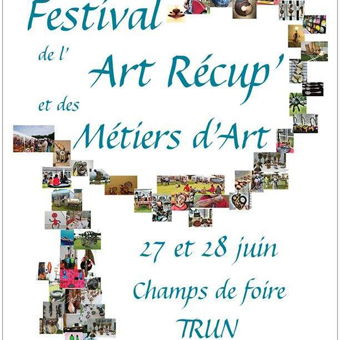 Festival
de l'
Art Récup'
et des
Métiers d'Art
27 et 28 juin
Champs de foire
TRUN